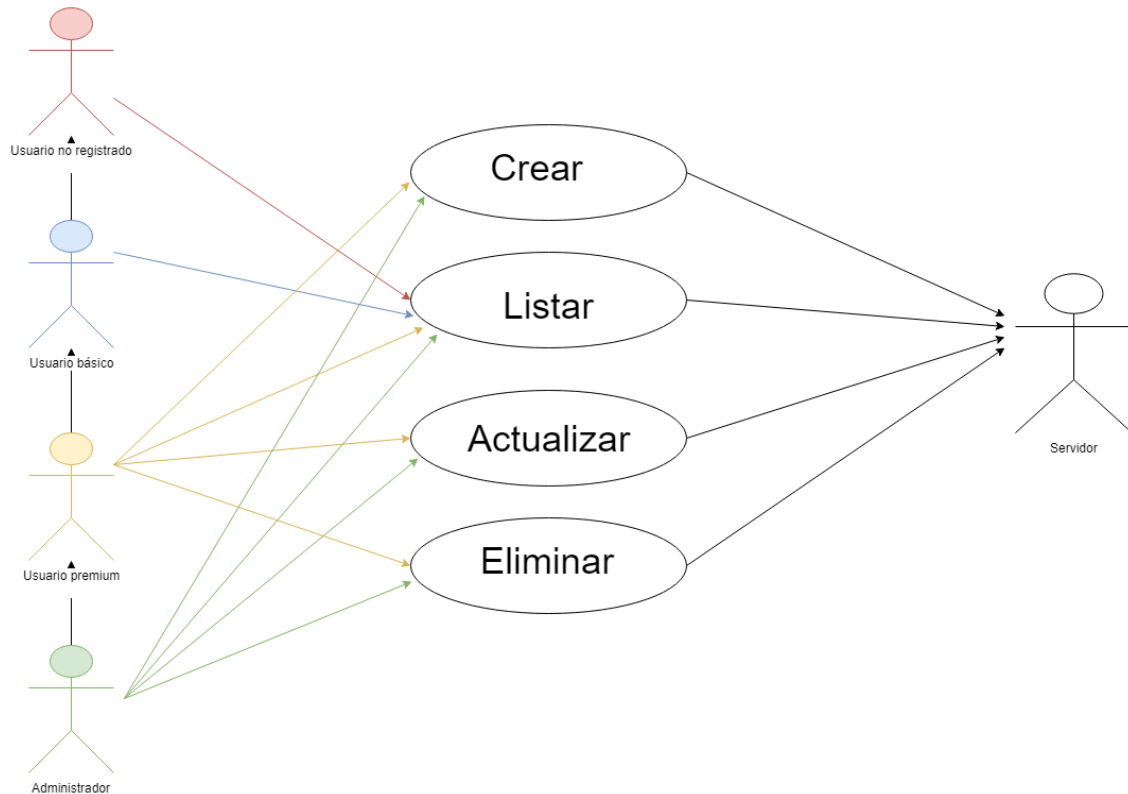 Usuario no registrado
Crear
Listar
Usuario básico
Servidor
Actualizar
Eliminar
Usuario premium
Administrador